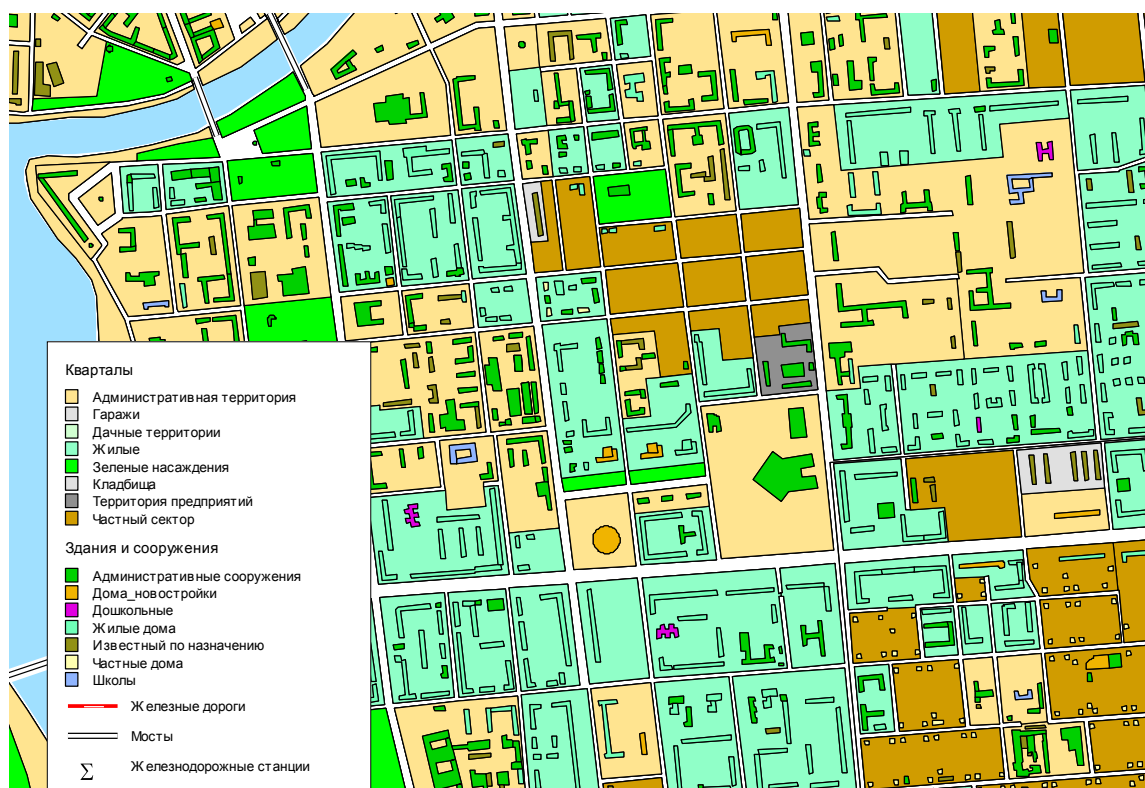 Кварталы
Административная территория
Гаражи
Дачные территории
Жилые
Зеленые насаждения
Кладбища
Территория предприятий
Частный сектор
Здания и сооружения
Административные сооружения
Дома_новостройки
Дошкольные
Жилые дома
Известный по назначению
Частные дома
Школы
Железные дороги
Мосты
Σ Железнодорожные станции